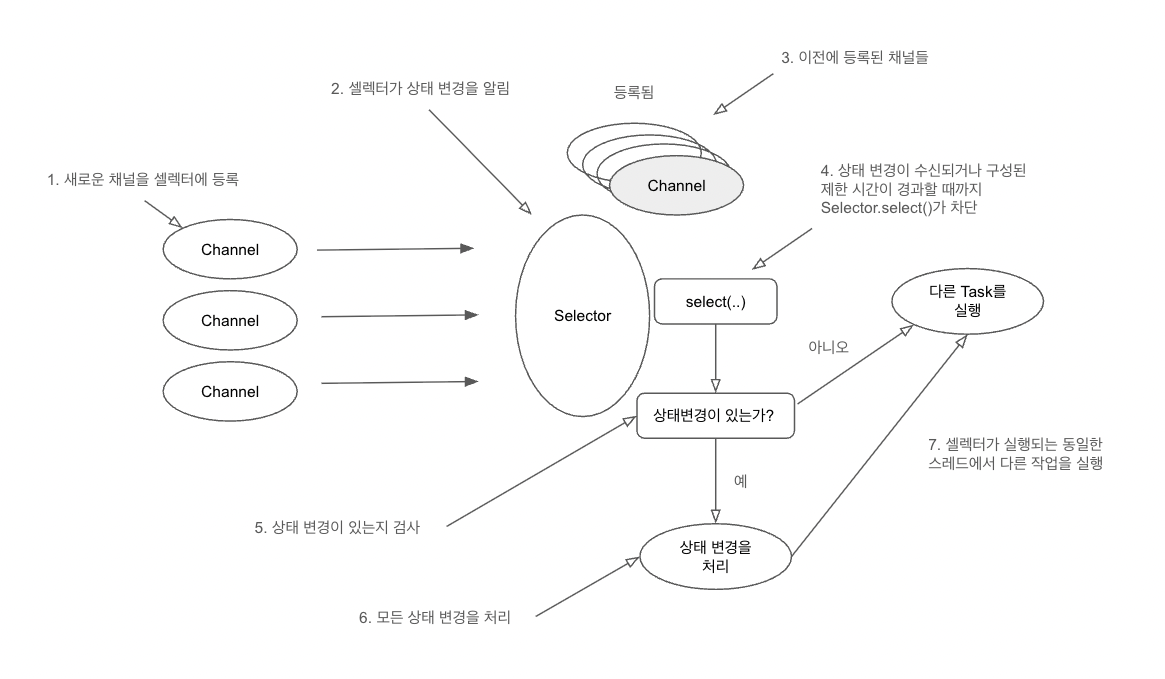 3. 이전에 등록된 채널들
2. 셀렉터가 상태 변경을 알림
등록됨
1. 새로운 채널을 셀렉터에 등록
4. 상태 변경이 수신되거나 구성된
제한 시간이 경과할 때까지
Selector.select()가 차단
Channel
Channel
Channel
Channel
Selector
select(..)
다른 Task를
실행
아니오
상태변경이 있는가?
7. 셀렉터가 실행되는 동일한
스레드에서 다른 작업을 실행
예
5. 상태 변경이 있는지 검사
상태 변경을
처리
6. 모든 상태 변경을 처리